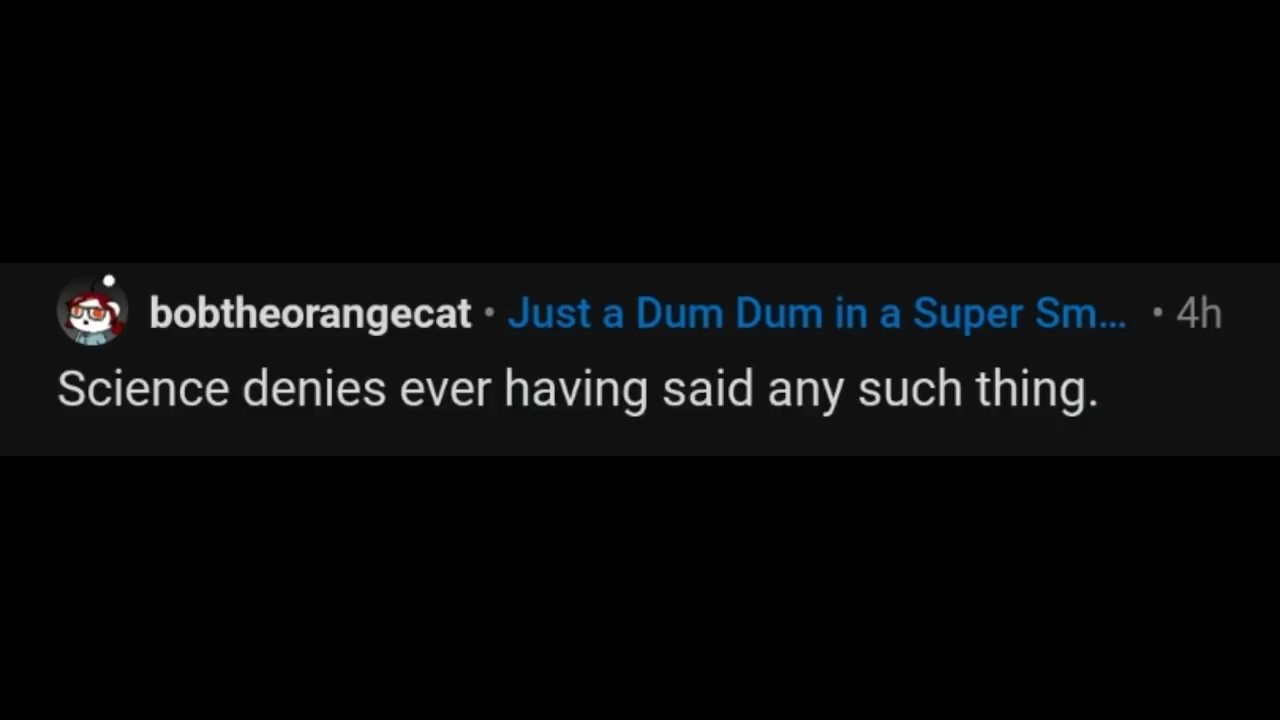 bobtheorangecat • Just a Dum Dum in a Super Sm... • 4h
Science denies ever having said any such thing.